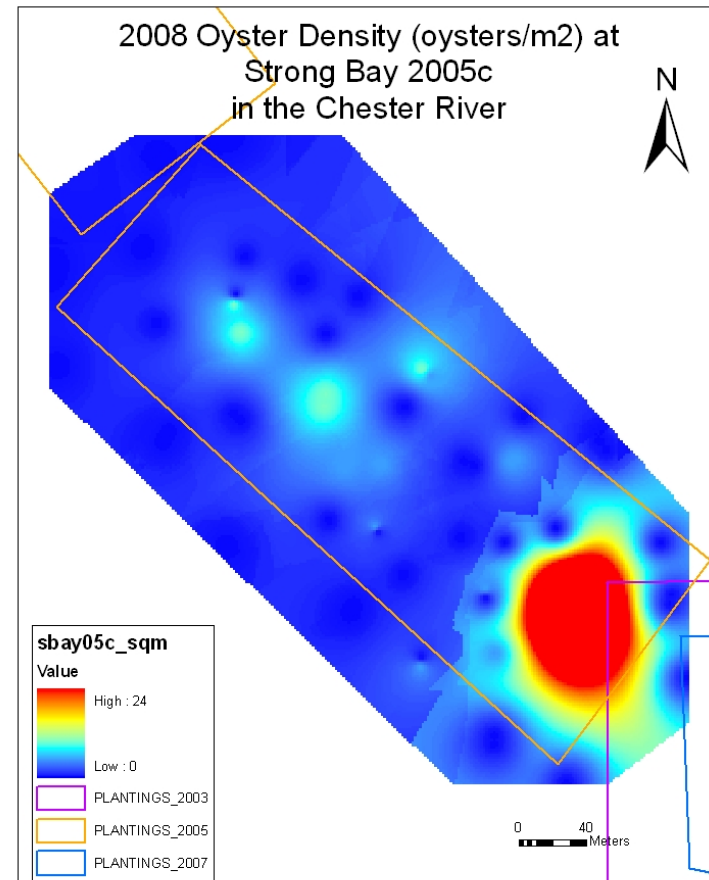 2008 Oyster Density (oysters/m2) at
Strong Bay 2005c
in the Chester River
N
sbay05c_sqm
Value
High : 24
Low : 0
PLANTINGS_2003
PLANTINGS_2005
PLANTINGS_2007
0 40
Meters